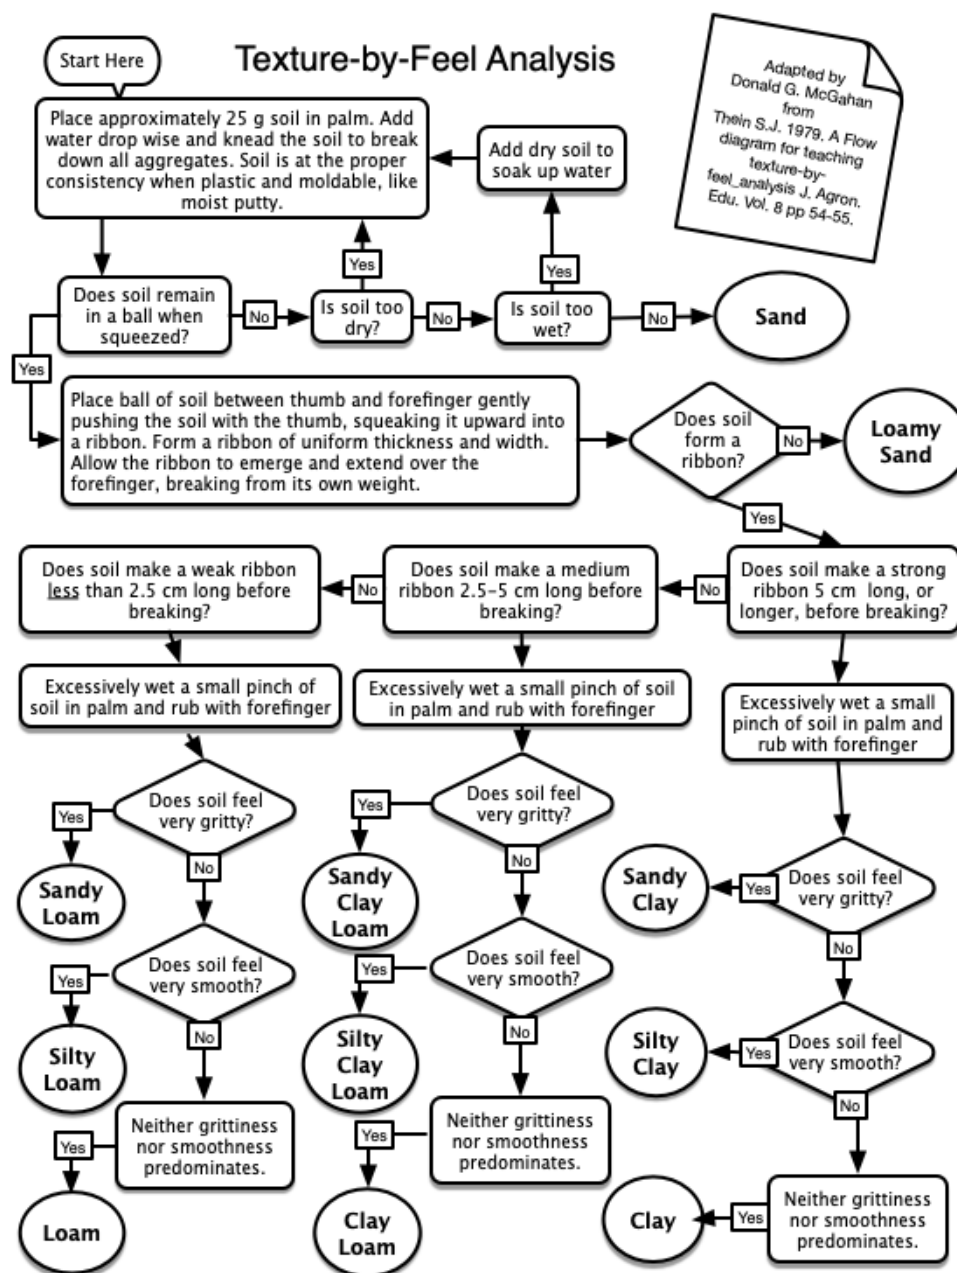 Start Here
Texture-by-Feel Analysis
Adapted by
Donald G. McGahan
from
Thein S.J. 1979. A Flow
diagram for teaching
texture-by-
feel_analysis J. Agron.
Edu. Vol. 8 pp 54-55.
Place approximately 25 g soil in palm. Add
water drop wise and knead the soil to break
down all aggregates. Soil is at the proper
consistency when plastic and moldable, like
moist putty.
Add dry soil to
soak up water
Yes
Yes
Does soil remain
in a ball when
squeezed?
No
Is soil too
dry?
No
Is soil too
wet?
No
Sand
Yes
Place ball of soil between thumb and forefinger gently
pushing the soil with the thumb, squeaking it upward into
a ribbon. Form a ribbon of uniform thickness and width.
Allow the ribbon to emerge and extend over the
forefinger, breaking from its own weight.
Does soil
form a
ribbon?
No
Loamy
Sand
Yes
Does soil make a weak ribbon
less than 2.5 cm long before
breaking?
No
Does soil make a medium
ribbon 2.5-5 cm long before
breaking?
No
Does soil make a strong
ribbon 5 cm long, or
longer, before breaking?
Excessively wet a small pinch of
soil in palm and rub with forefinger
Excessively wet a small pinch of soil
in palm and rub with forefinger
Excessively wet a small
pinch of soil in palm and
rub with forefinger
Does soil feel
very gritty?
Yes
No
Sandy
Loam
Does soil feel
very gritty?
Yes
No
Sandy
Clay
Loam
Does soil feel
very gritty?
Yes
No
Sandy
Clay
Does soil feel
very smooth?
Yes
No
Silty
Loam
Does soil feel
very smooth?
Yes
No
Silty
Clay
Loam
Does soil feel
very smooth?
Yes
No
Silty
Clay
Neither grittiness
nor smoothness
predominates.
Yes
Loam
Neither grittiness
nor smoothness
predominates.
Yes
Clay
Loam
Neither grittiness
nor smoothness
predominates.
Yes
Clay